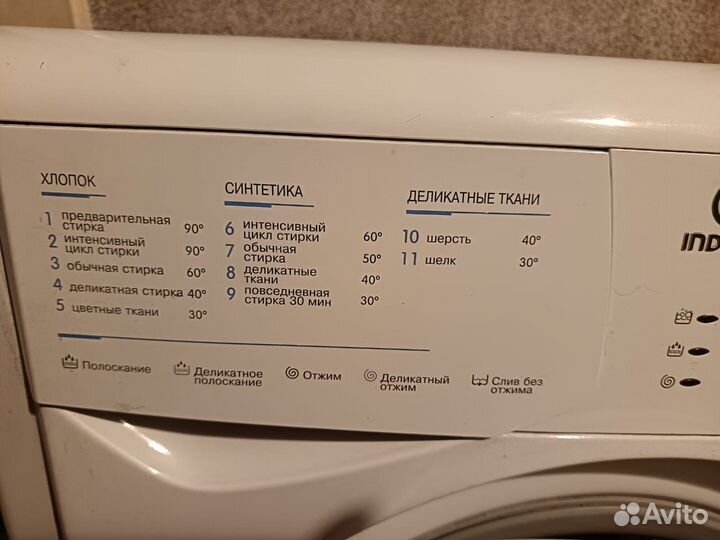 ХЛОПОК
1 предварительная
стирка 90°
2 интенсивный
цикл стирки 90°
3 обычная стирка 60°
4 деликатная стирка 40°
5 цветные ткани 30°
СИНТЕТИКА
6 интенсивный
цикл стирки 60°
7 обычная
стирка 50°
8 деликатные
ткани 40°
9 повседневная
стирка 30 мин 30°
ДЕЛИКАТНЫЕ ТКАНИ
10 шерсть 40°
11 шелк 30°
Полоскание
Деликатное
полоскание
Отжим
Деликатный
отжим
Слив без
отжима
IND
Avito